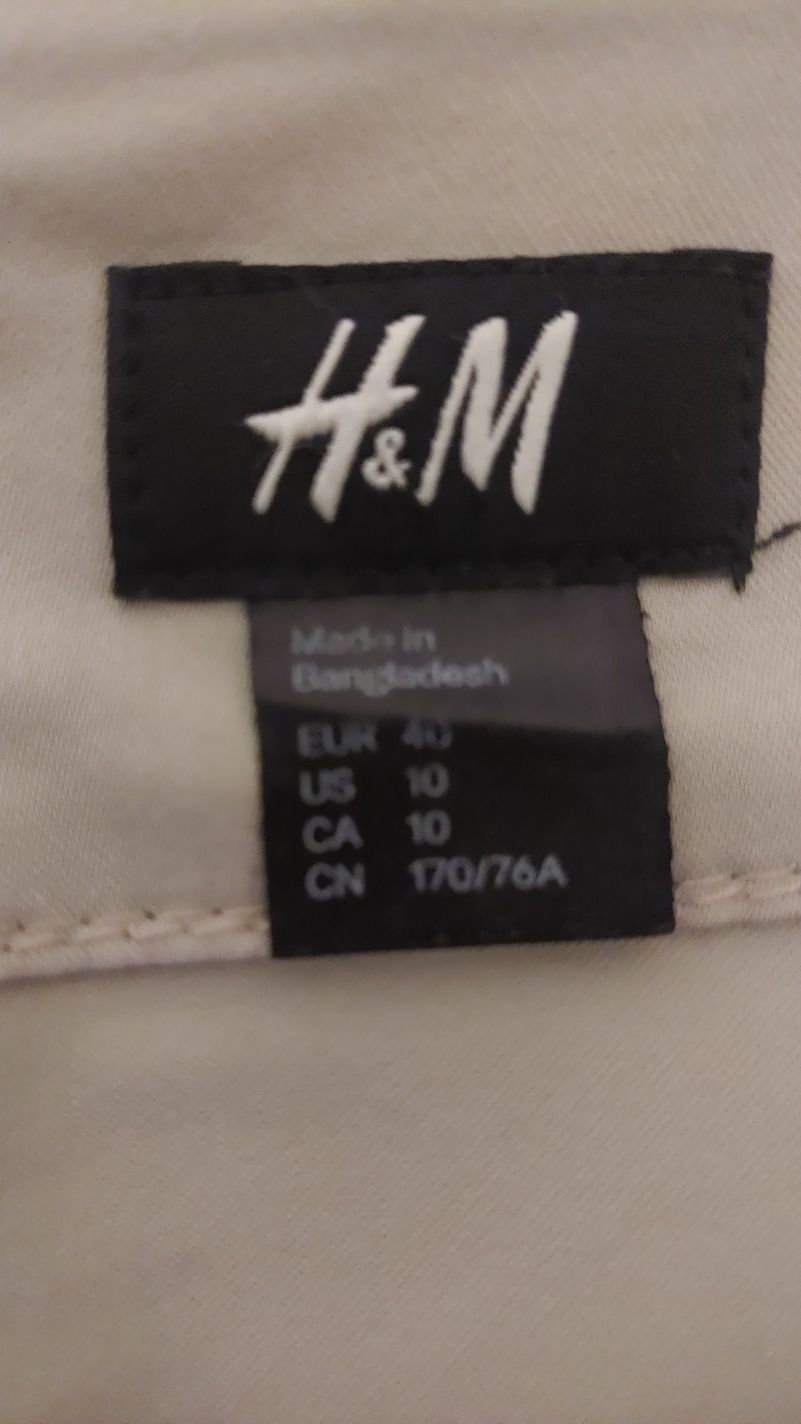 H&M
Made in
Bangladesh
EUR 40
US 10
CA 10
CN 170/76A